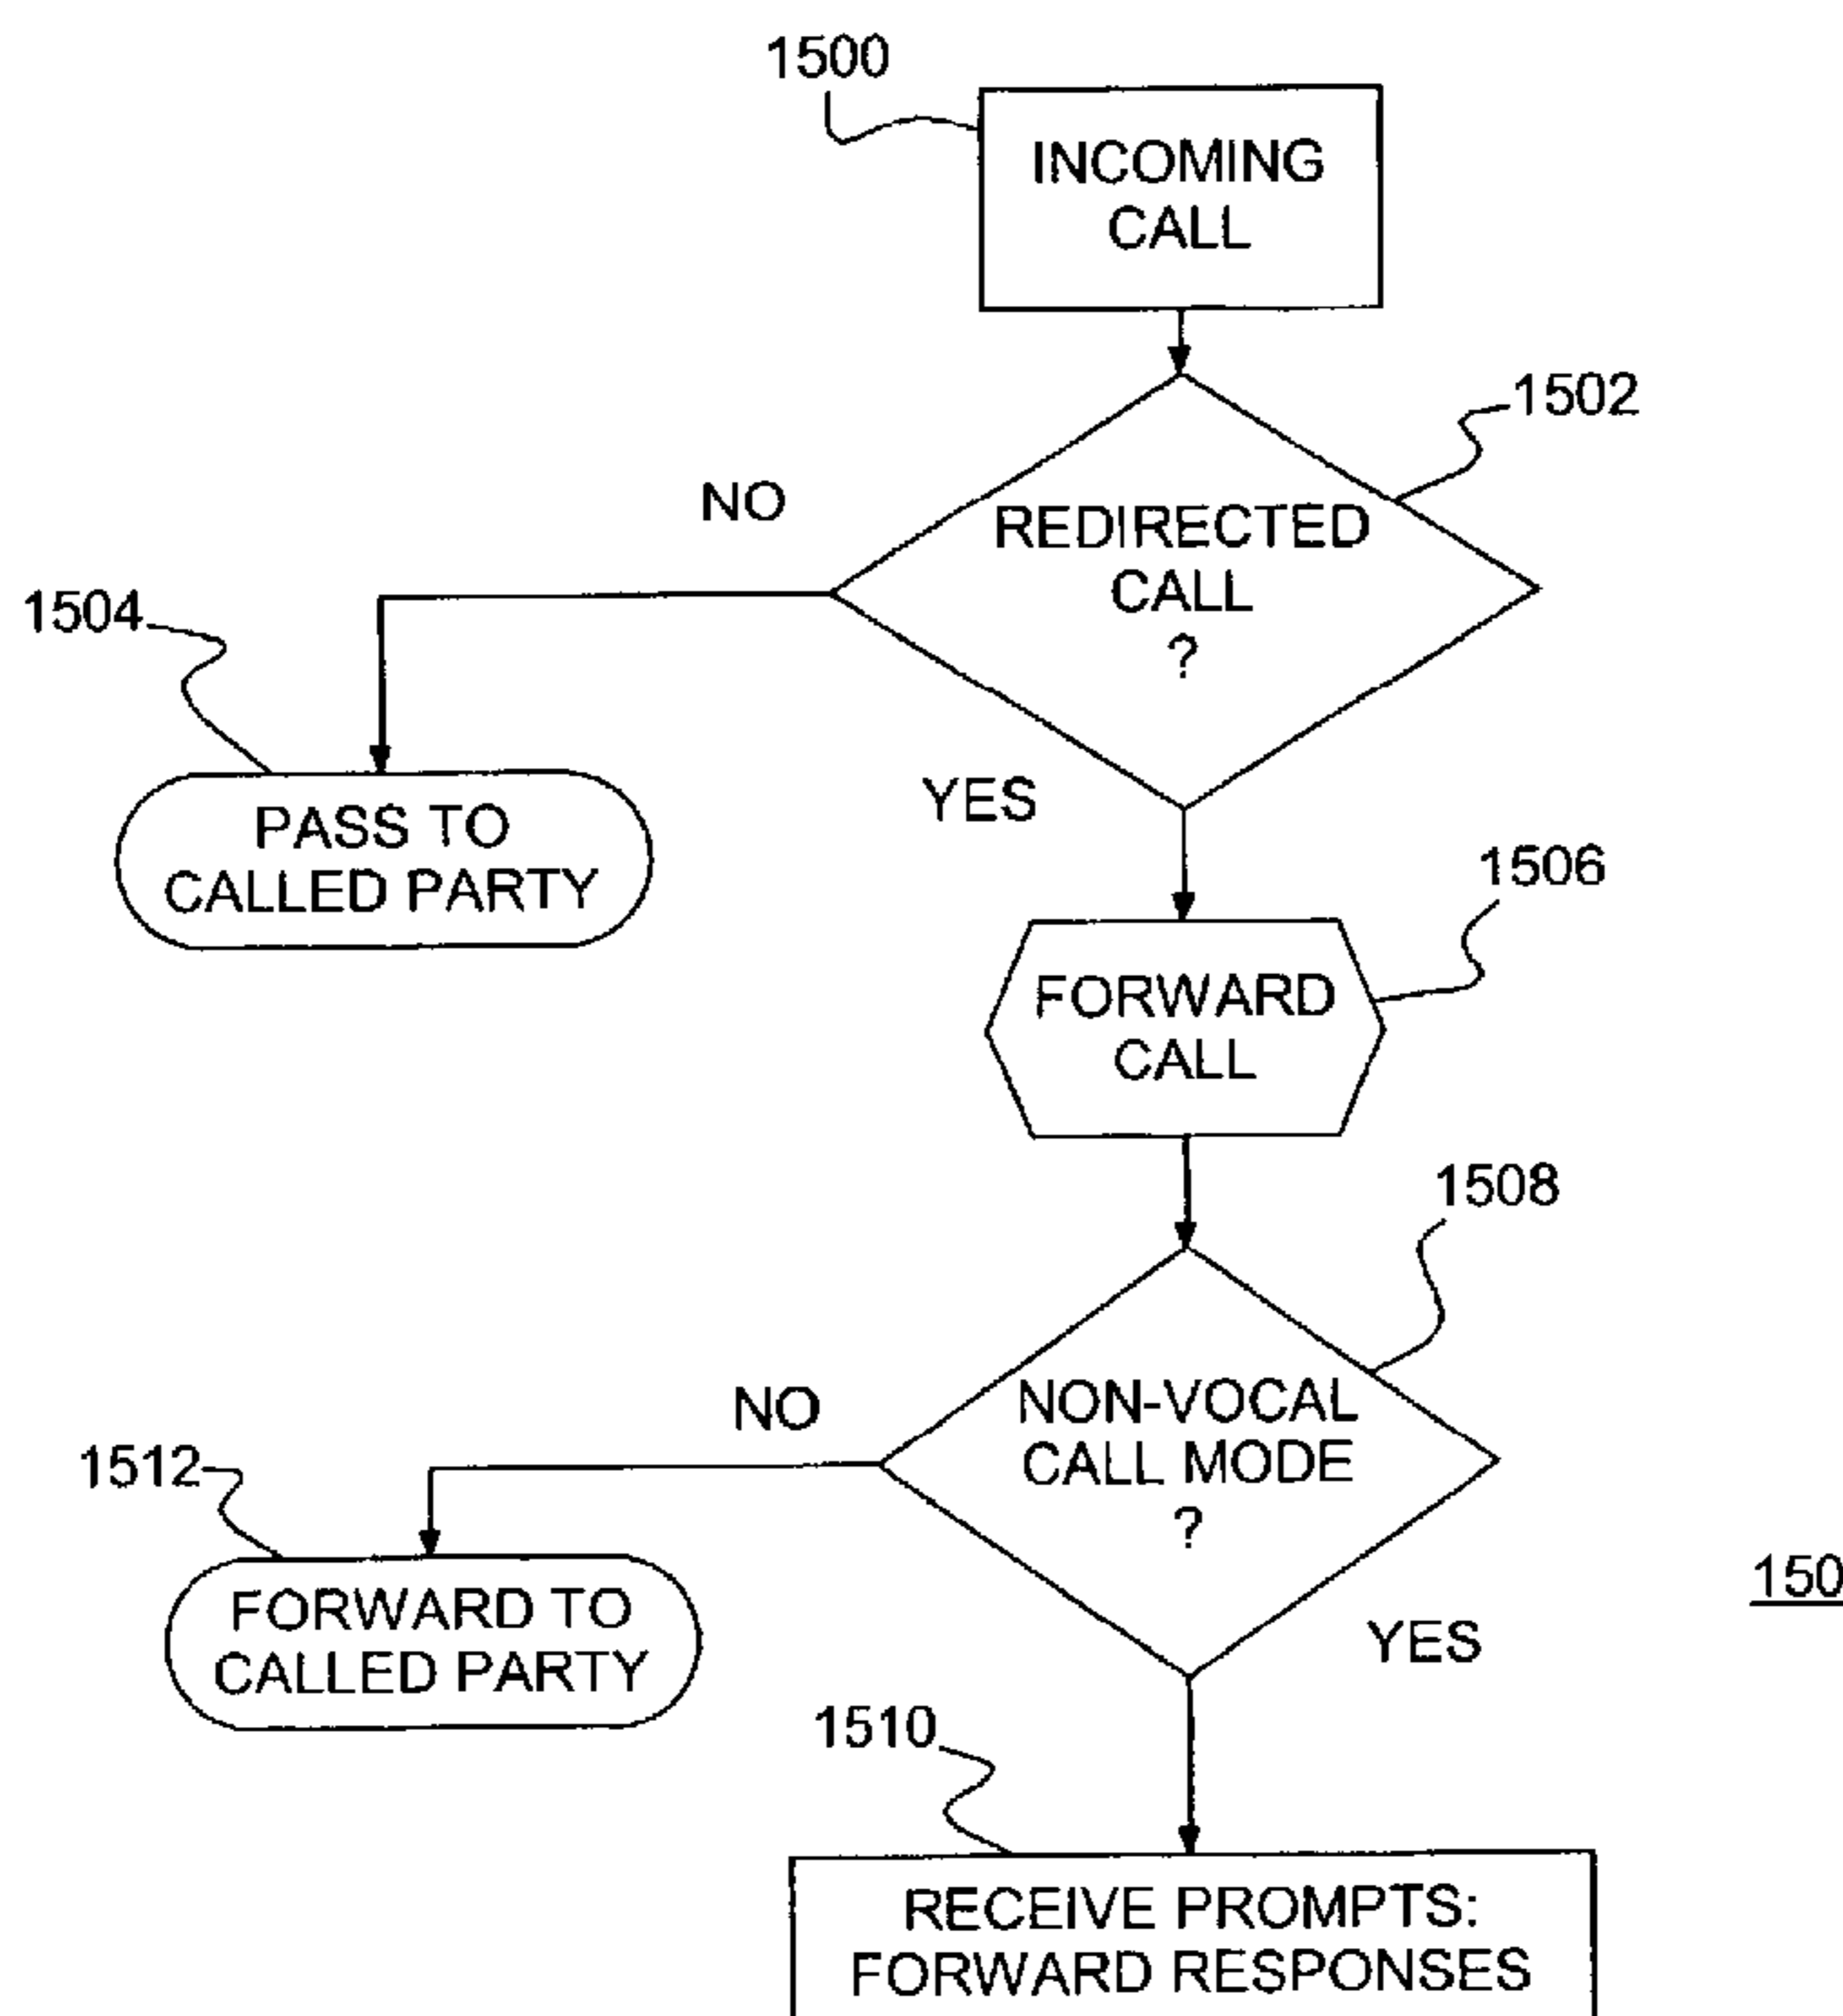 1500
INCOMING
CALL
1502
REDIRECTED
CALL
?
NO
1504
YES
PASS TO
CALLED PARTY
1506
FORWARD
CALL
1508
NON-VOCAL
CALL MODE
?
NO
1512
FORWARD TO
CALLED PARTY
150
YES
1510
RECEIVE PROMPTS:
FORWARD RESPONSES